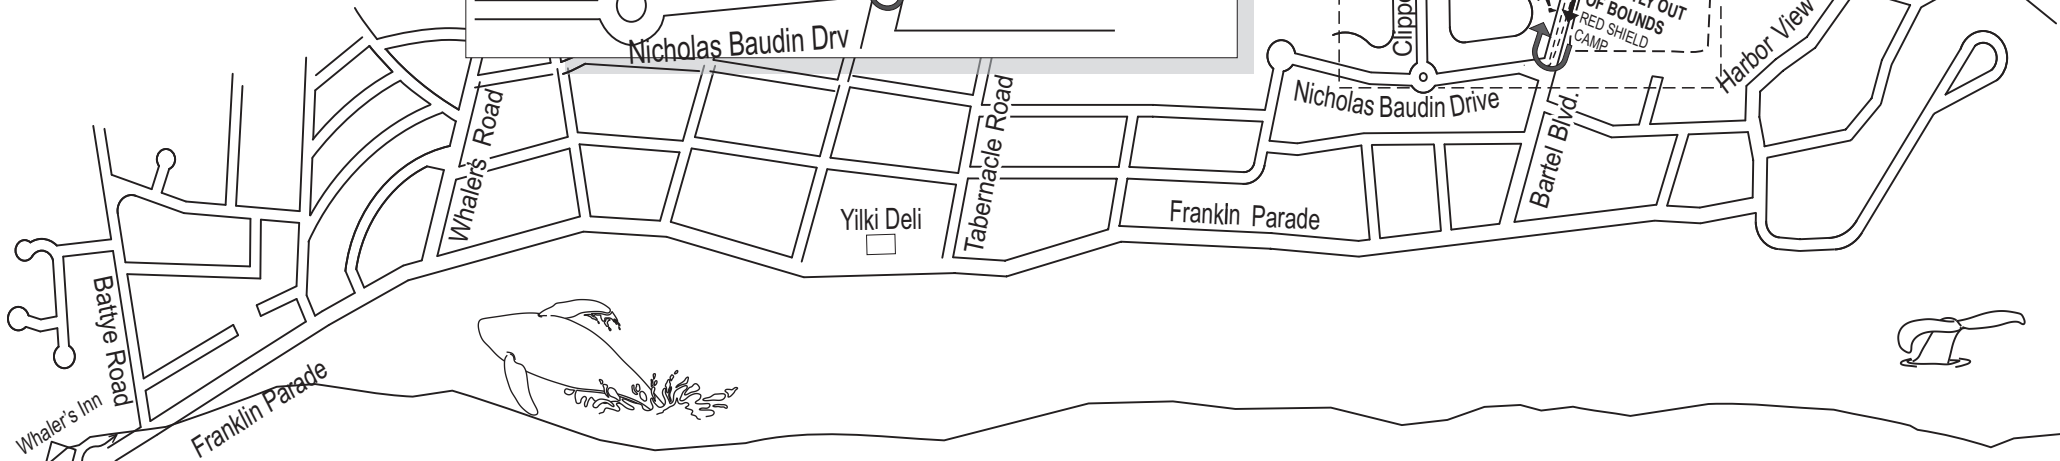 Nicholas Baudin Drv
OF BOUNDS
RED SHIELD
CAMP
Harbor View
Nicholas Baudin Drive
Whalers Road
Tabernacle Road
Bartel Blvd.
Yilki Deli
Frankln Parade
Battye Road
Whaler's Inn
Franklin Parade